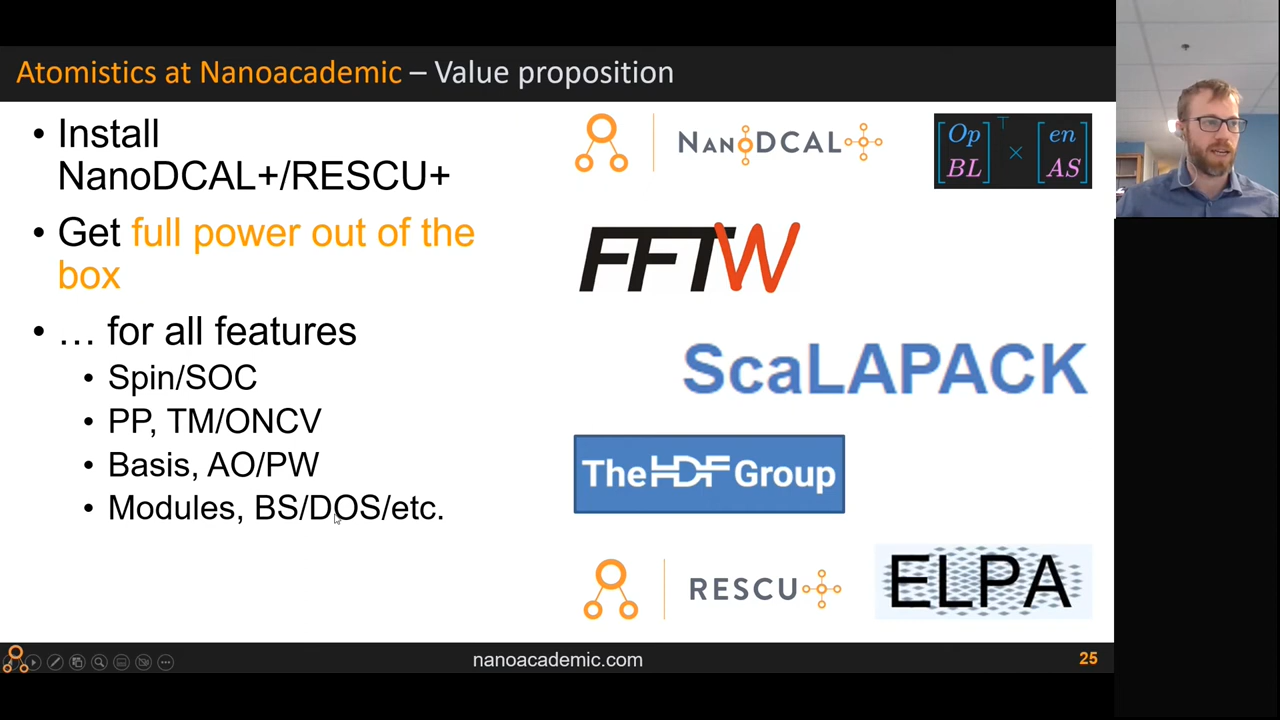 Atomistics at Nanoacademic – Value proposition
• Install
NanoDCAL+/RESCU+
• Get full power out of the
box
• … for all features
• Spin/SOC
• PP, TM/ONCV
• Basis, AO/PW
• Modules, BS/DOS/etc.
NANODCAL
Op
BL
T
×
en
AS
FFTW
ScaLAPACK
The HDF Group
RESCU
ELPA
nanoacademic.com
25